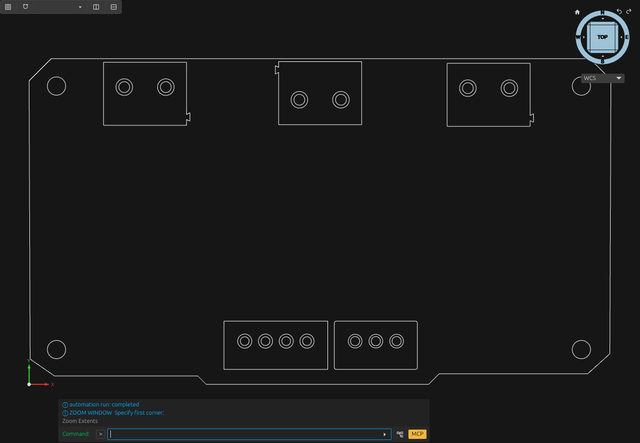 N
W
TOP
E
S
WCS
Y
X
automation run: completed
ZOOM WINDOW Specify first corner:
Zoom Extents
Command:
>
MCP